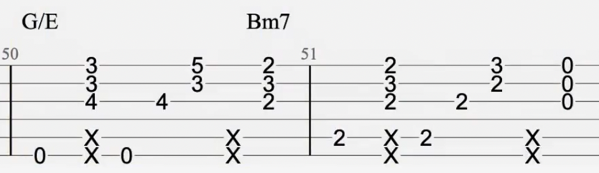 G/E Bm7
50 51
3 5 2 2 3 0
3 3 3 3 2 0
4 4 2 2 2 0
X X 2 X 2 X
0 X 0 X X X